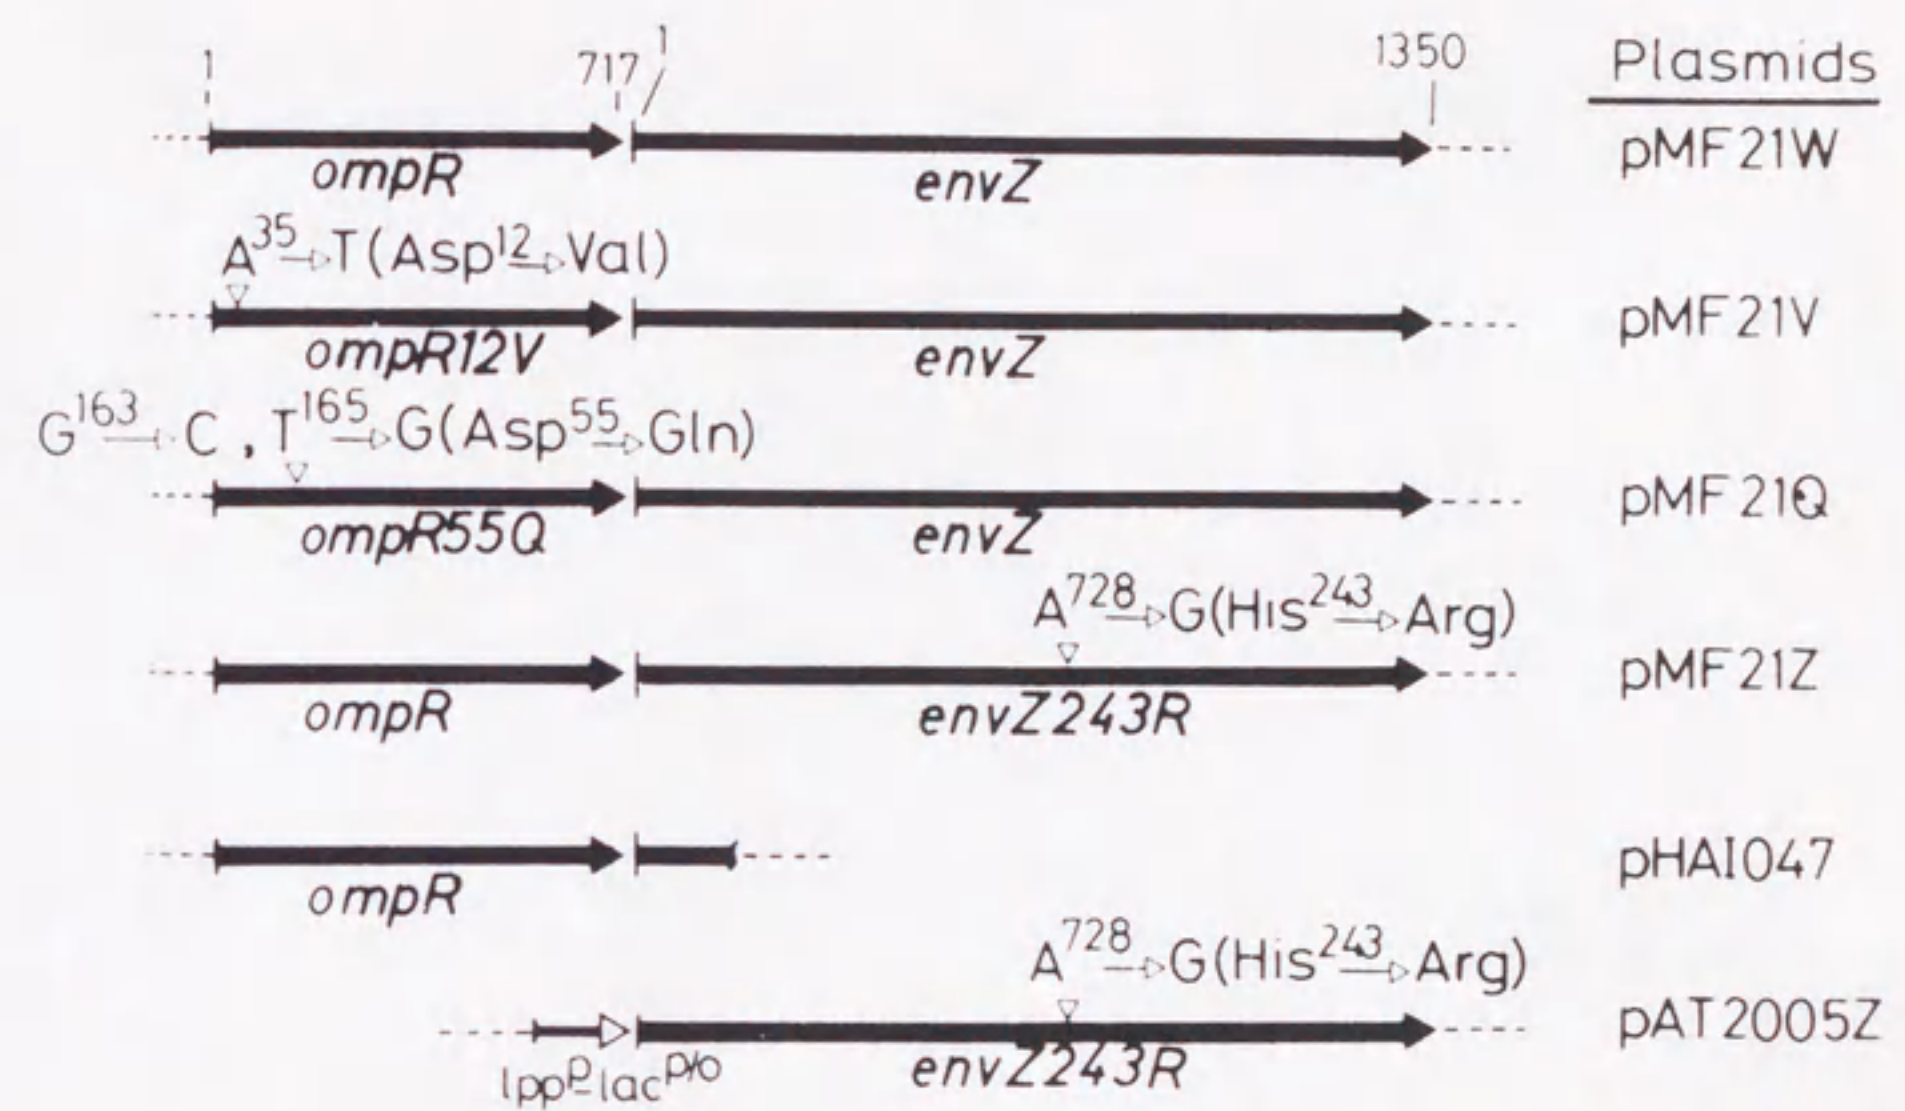 1 717 1 1350 Plasmids
ompR envZ pMF21W
A³⁵→T(Asp¹²→Val)
ompR12V envZ pMF21V
G¹⁶³→C, T¹⁶⁵→G(Asp⁵⁵→Gln)
ompR55Q envZ pMF21Q
A⁷²⁸→G(His²⁴³→Arg)
ompR envZ243R pMF21Z
ompR pHAI047
A⁷²⁸→G(His²⁴³→Arg)
lppᵖ-lacᵖ/ᵒ envZ243R pAT2005Z